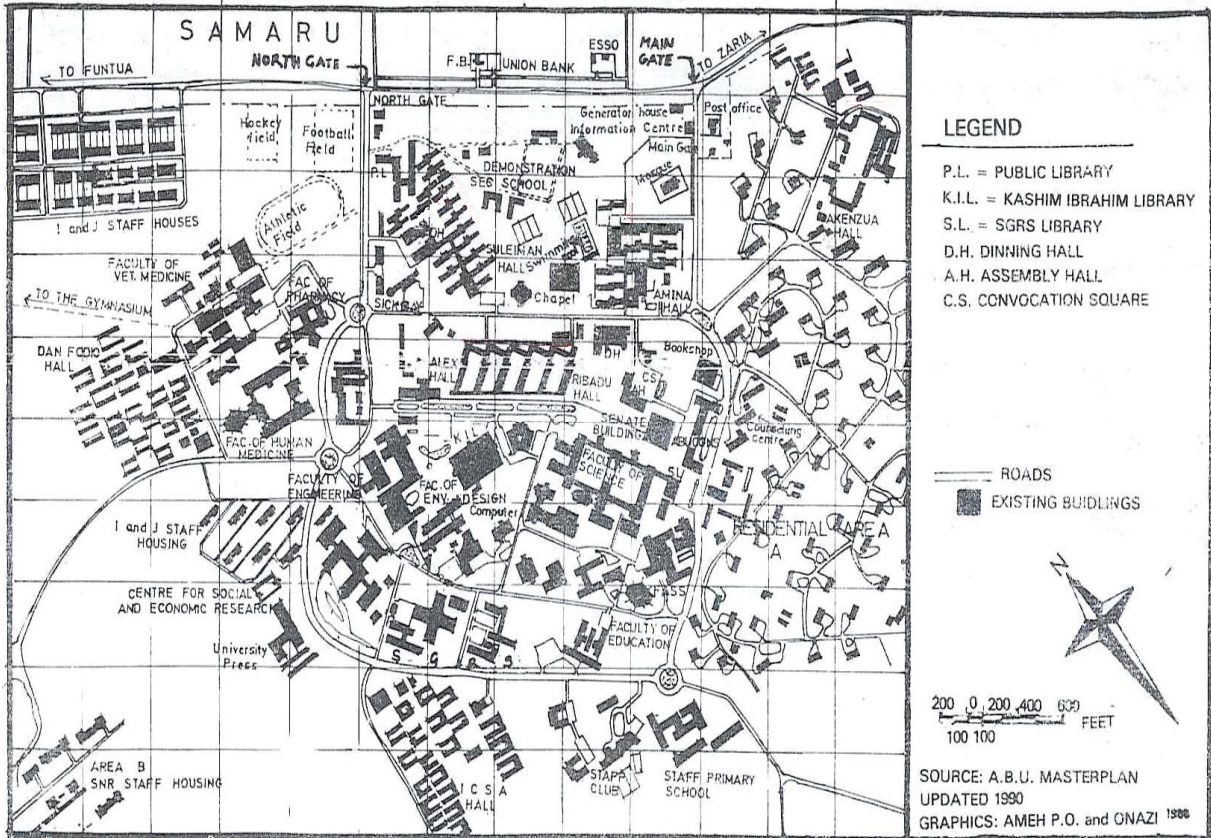 SAMARU
NORTH GATE
TO FUNTUA
F.B.
UNION BANK
ESSO
MAIN GATE
TO ZARIA
NORTH GATE
Hockey field
Football Field
Generator house
Information Centre
Post office
Main Gate
P.L
DEMONSTRATION
SEC SCHOOL
Mosque
I and J STAFF HOUSES
Athletic Field
DH
SULEIMAN HALL
Swimming
AKENZUA HALL
FACULTY OF VET. MEDICINE
FAC OF PHARMACY
TO THE GYMNASIUM
SICK BAY
Chapel
AMINA HALL
DAN FODIO HALL
ALEX HALL
DH
Bookshop
RIBADU HALL
CS
AH
SENATE BUILDING
K I L
FAC. OF HUMAN MEDICINE
FACULTY OF ENGINEERING
FAC. OF ENV. DESIGN
Computer
FACULTY OF SCIENCE
SL
centre
RESIDENTIAL AREA A
I and J STAFF HOUSING
CENTRE FOR SOCIAL
AND ECONOMIC RESEARCH
FASS
FACULTY OF EDUCATION
University Press
S G R S
AREA B
SNR STAFF HOUSING
I C S A HALL
STAFF CLUB
STAFF PRIMARY SCHOOL
LEGEND
P.L. = PUBLIC LIBRARY
K.I.L. = KASHIM IBRAHIM LIBRARY
S.L. = SGRS LIBRARY
D.H. DINNING HALL
A.H. ASSEMBLY HALL
C.S. CONVOCATION SQUARE
ROADS
EXISTING BUIDLINGS
N
200 0 200 400 600
FEET
100 100
SOURCE: A.B.U. MASTERPLAN
UPDATED 1990
GRAPHICS: AMEH P.O. and ONAZI